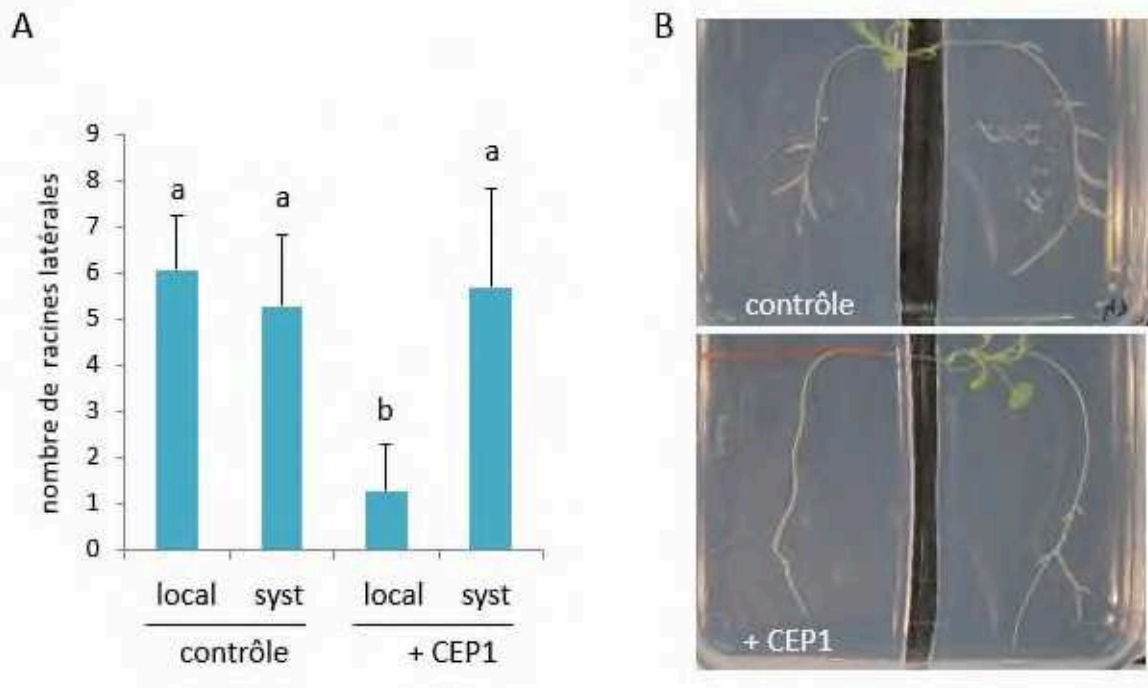 A
nombre de racines latérales
9
8
7
6
5
4
3
2
1
0
a
a
b
a
local syst local syst
contrôle + CEP1
B
contrôle
+ CEP1